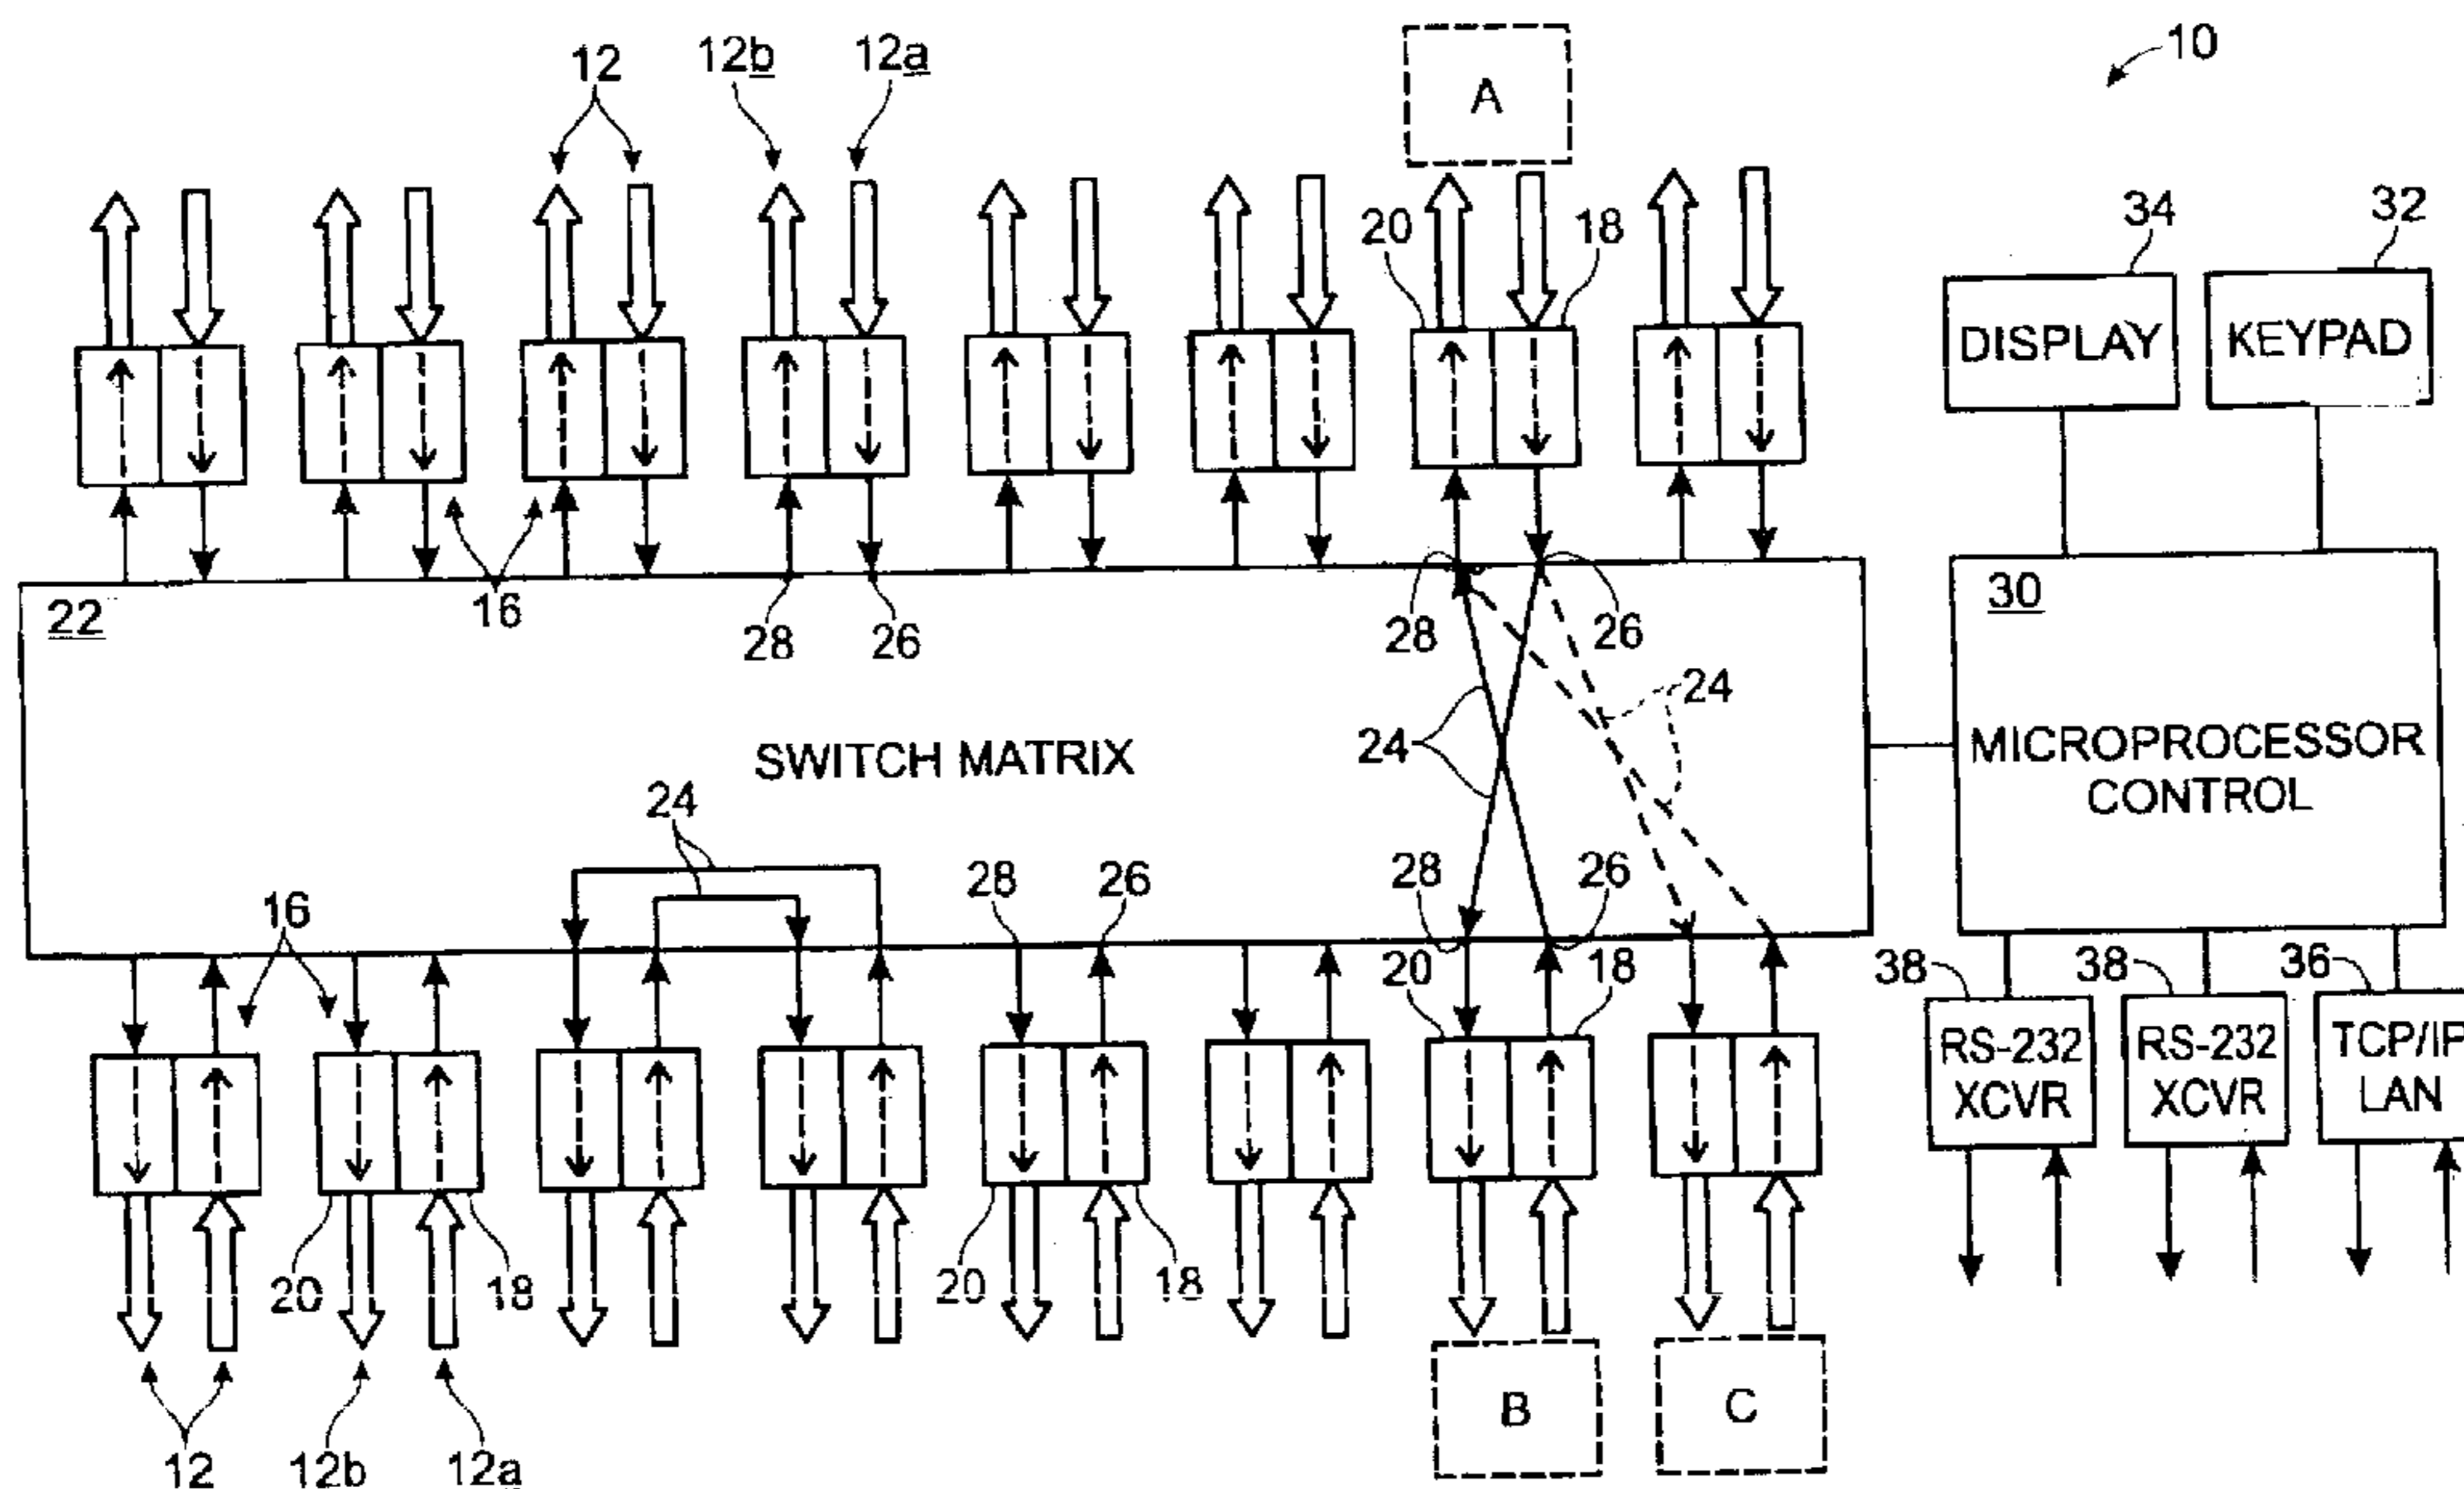 10
12
12b
12a
A
34
32
20
18
DISPLAY
KEYPAD
22
16
28
26
28
26
30
24
24
SWITCH MATRIX
MICROPROCESSOR
CONTROL
24
28
26
28
26
16
20
18
38
38
36
RS-232
XCVR
RS-232
XCVR
TCP/IP
LAN
20
18
20
18
B
C
12
12b
12a